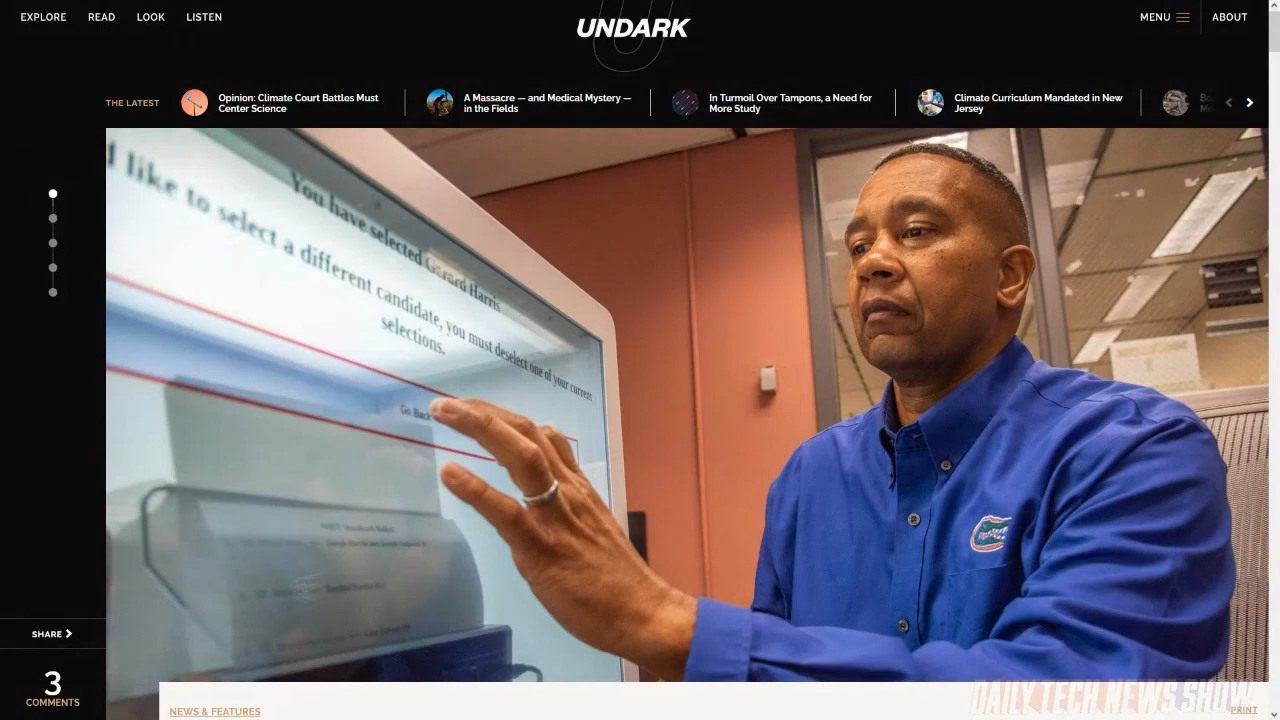 EXPLORE READ LOOK LISTEN
UNDARK
MENU ABOUT
THE LATEST
Opinion: Climate Court Battles Must
Center Science
A Massacre — and Medical Mystery —
in the Fields
In Turmoil Over Tampons, a Need for
More Study
Climate Curriculum Mandated in New
Jersey
like to select a different candidate, you must deselect one of your current
You have selected Gerard Harris
selections.
Go Back
SHARE
3
COMMENTS
NEWS & FEATURES
DAILY TECH NEWS SHOW
PRINT